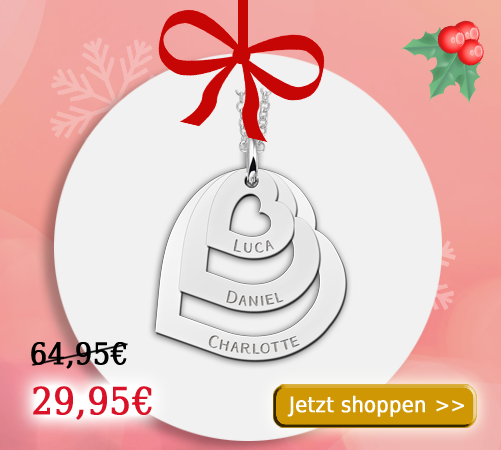 LUCA
DANIEL
CHARLOTTE
64,95€
29,95€
Jetzt shoppen >>